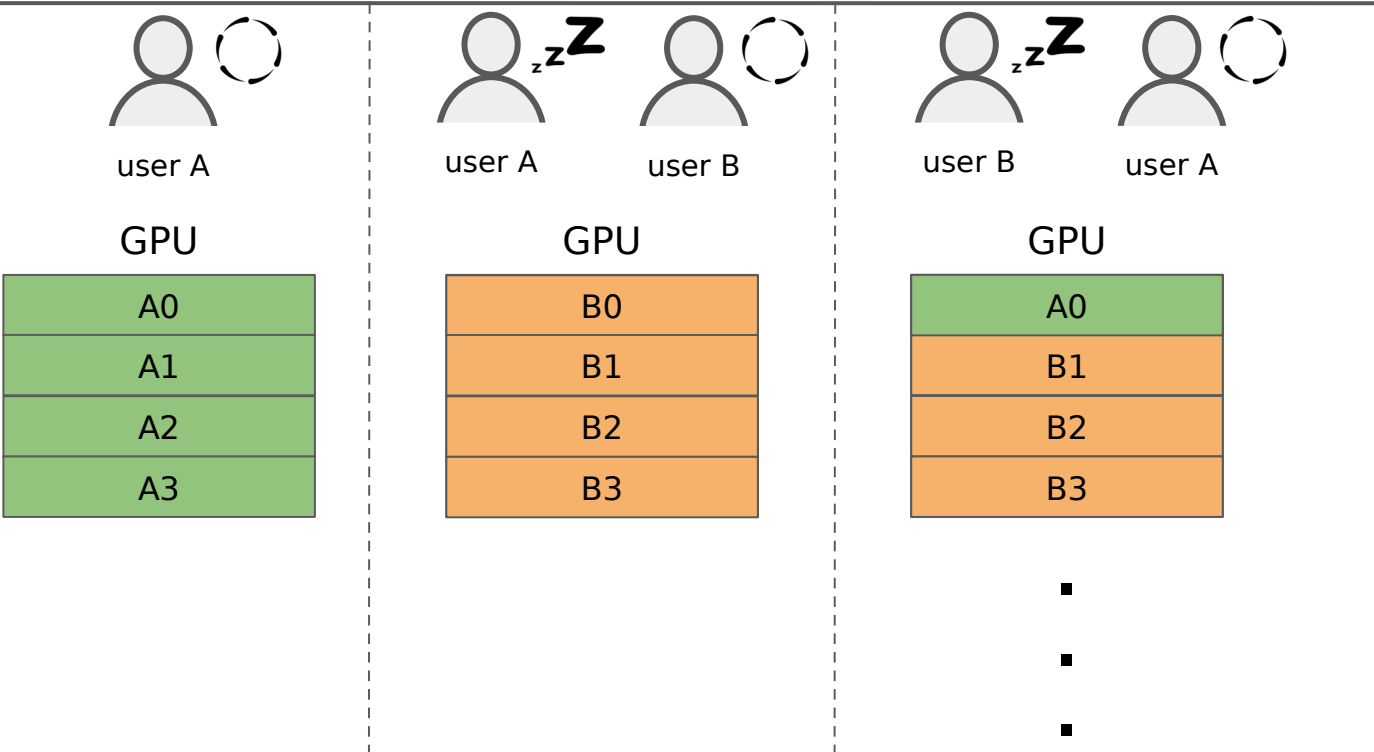 user A
GPU
A0
A1
A2
A3
z z Z
user A
user B
GPU
B0
B1
B2
B3
z z Z
user B
user A
GPU
A0
B1
B2
B3